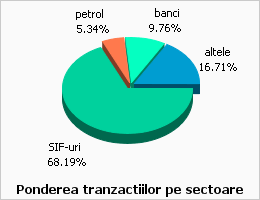 petrol
5.34%
banci
9.76%
altele
16.71%
SIF-uri
68.19%
Ponderea tranzactiilor pe sectoare